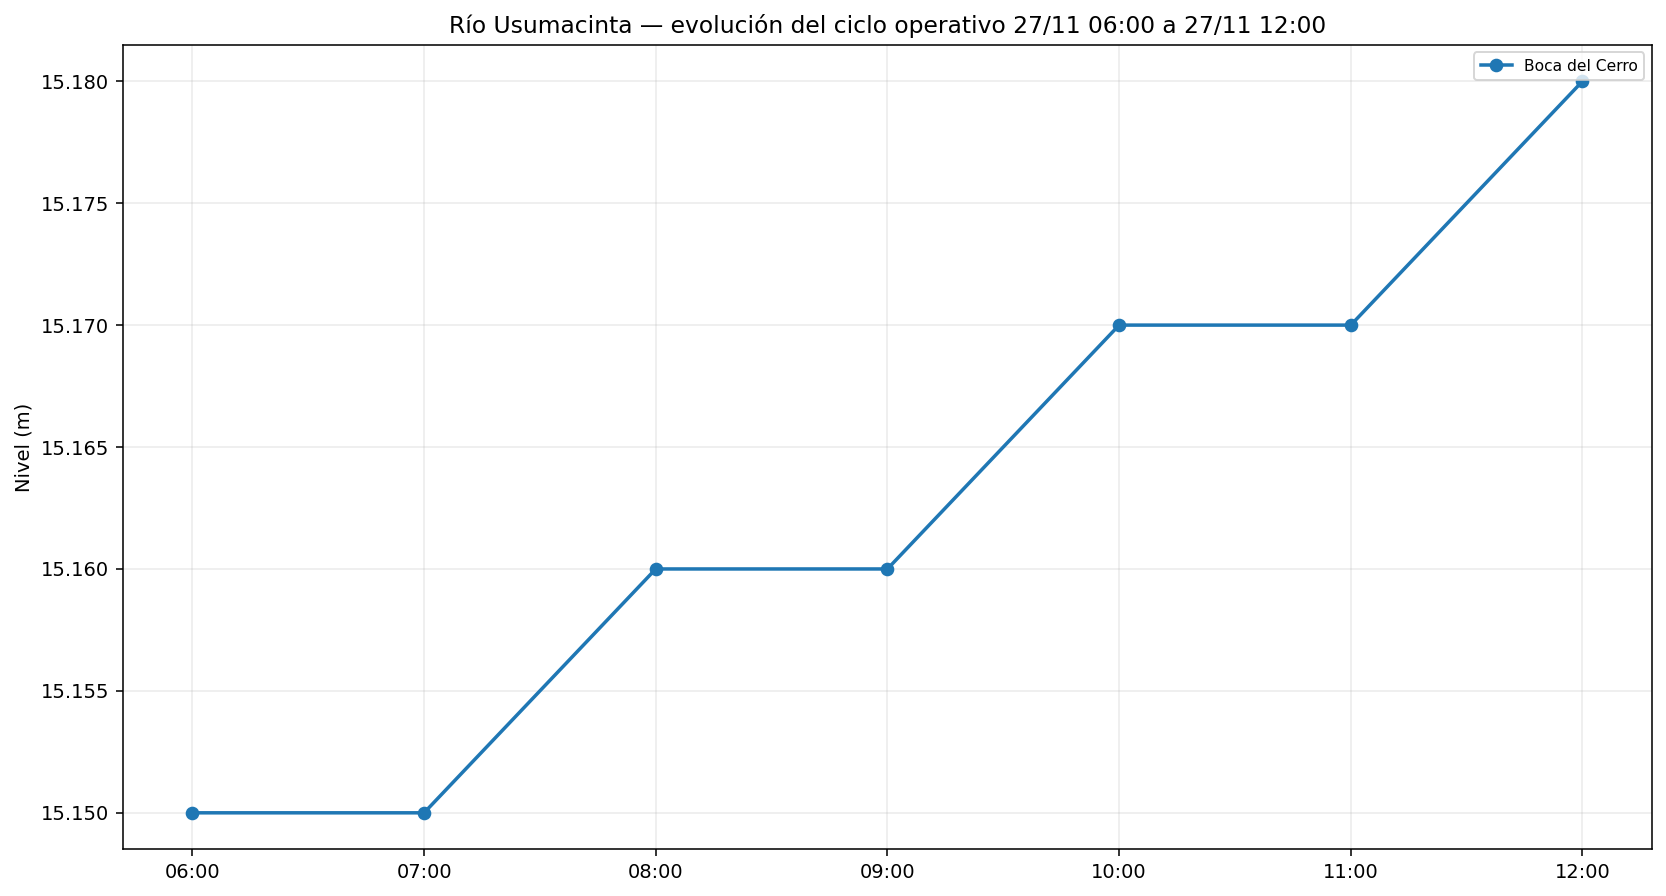 Río Usumacinta — evolución del ciclo operativo 27/11 06:00 a 27/11 12:00
Boca del Cerro
Nivel (m)
15.180
15.175
15.170
15.165
15.160
15.155
15.150
06:00 07:00 08:00 09:00 10:00 11:00 12:00